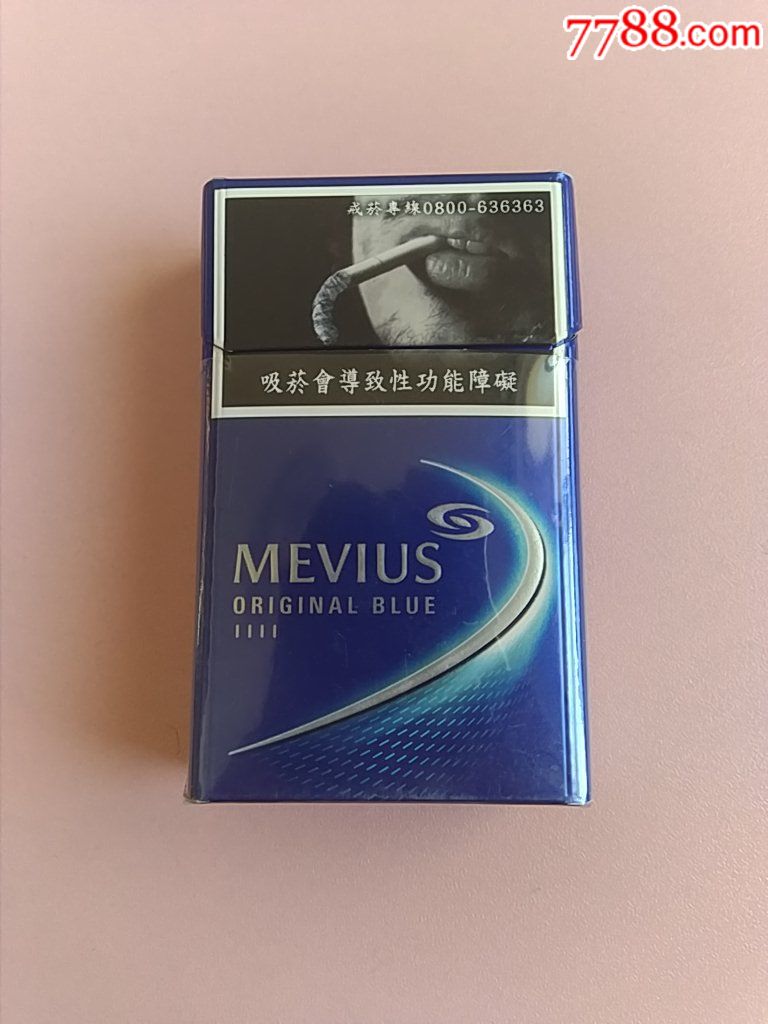 7788.com
戒菸專線0800-636363
吸菸會導致性功能障礙
MEVIUS
ORIGINAL BLUE
IIII